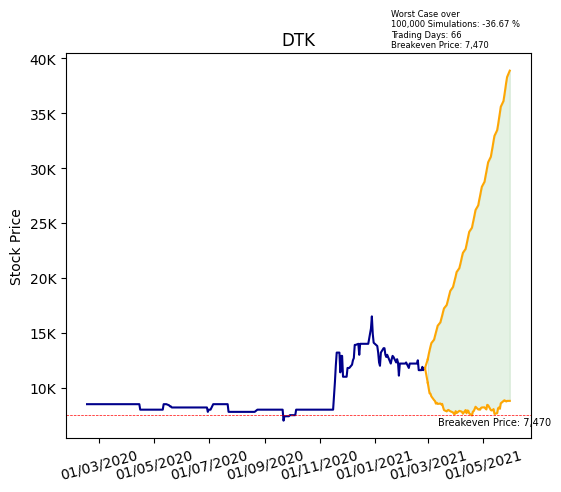 Worst Case over
100,000 Simulations: -36.67 %
Trading Days: 66
Breakeven Price: 7,470
DTK
Stock Price
40K
35K
30K
25K
20K
15K
10K
Breakeven Price: 7,470
01/03/2020
01/05/2020
01/07/2020
01/09/2020
01/11/2020
01/01/2021
01/03/2021
01/05/2021